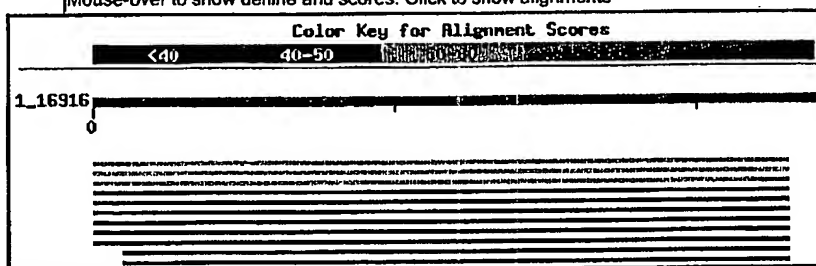 Mouse-over to show defline and scores. Click to show alignments
Color Key for Alignment Scores
<40 40-50
1_16916
0